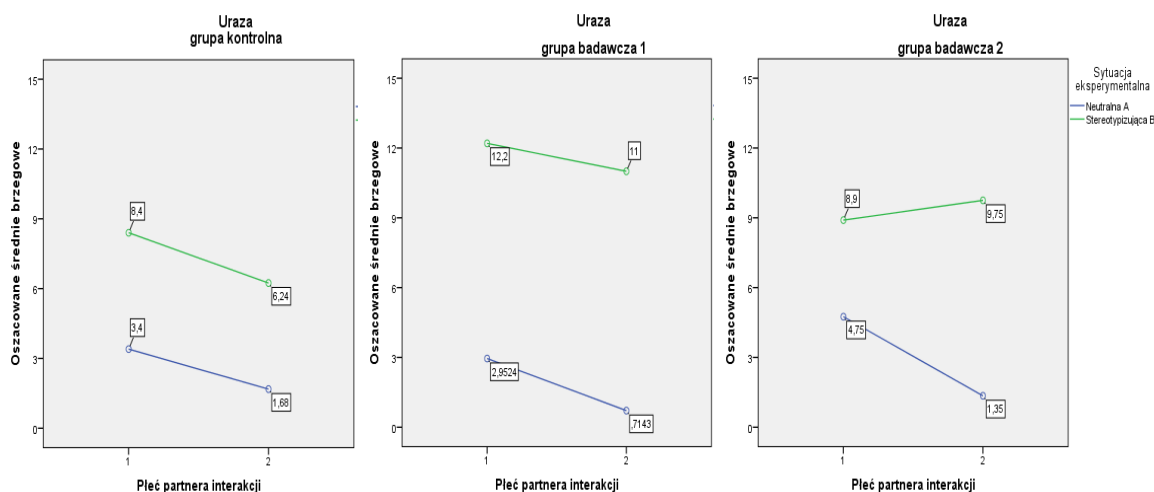 Uraza
grupa kontrolna
Oszacowane średnie brzegowe
15
12
9
6
3
0
8,4
6,24
3,4
1,68
1
2
Płeć partnera interakcji
Uraza
grupa badawcza 1
Oszacowane średnie brzegowe
15
12
9
6
3
0
12,2
11
2,9524
,7143
1
2
Płeć partnera interakcji
Uraza
grupa badawcza 2
Oszacowane średnie brzegowe
15
12
9
6
3
0
8,9
9,75
4,75
1,35
1
2
Płeć partnera interakcji
Sytuacja
eksperymentalna
Neutralna A
Stereotypizująca B